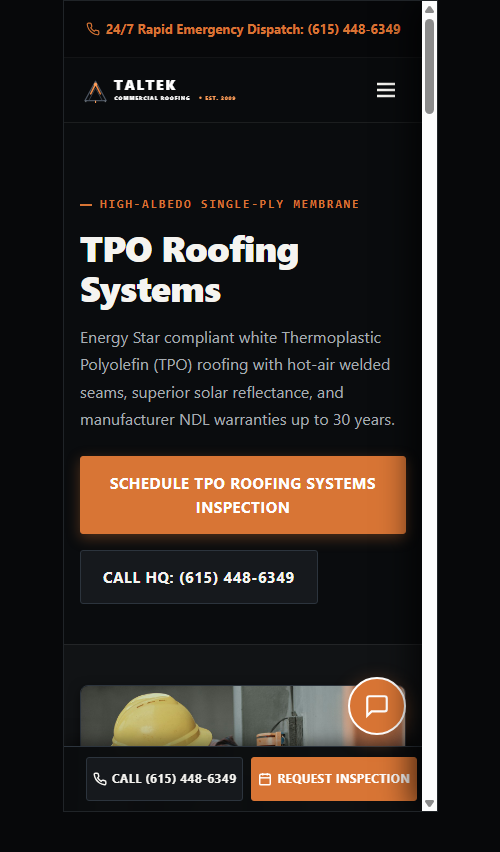 24/7 Rapid Emergency Dispatch: (615) 448-6349
TALTEK
COMMERCIAL ROOFING • EST. 2009
— HIGH-ALBEDO SINGLE-PLY MEMBRANE
TPO Roofing
Systems
Energy Star compliant white Thermoplastic
Polyolefin (TPO) roofing with hot-air welded
seams, superior solar reflectance, and
manufacturer NDL warranties up to 30 years.
SCHEDULE TPO ROOFING SYSTEMS
INSPECTION
CALL HQ: (615) 448-6349
CALL (615) 448-6349
REQUEST INSPECTION